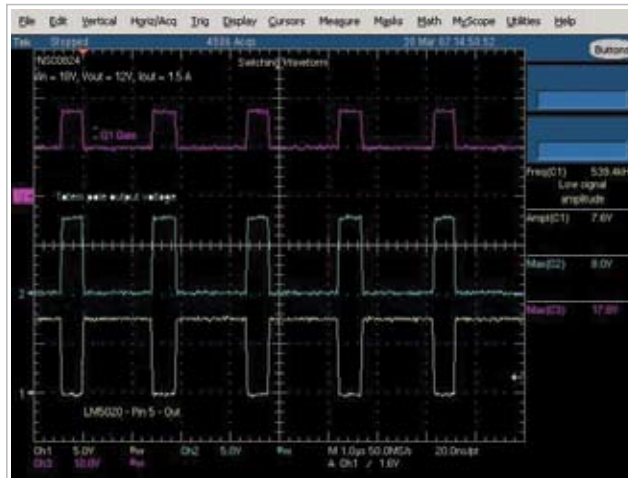 File Edit Vertical Horiz/Acq Trig Display Cursors Measure Masks Math MyScope Utilities Help
Tek Stopped 4536 Acqs 20 Mar 07 14:50:52 Buttons
Switching Waveform
Vin = 18V, Vout = 12V, Iout = 1.5 A
Q1 Gate
Totem pole output voltage
Freq(C1) 539.4kH
Low signal
amplitude
Ampl(C1) 7.6V
2
Max(C2) 8.0V
Max(C3) 17.8V
1
LM5020 - Pin 5 - Out
Ch1 5.0V Ch2 5.0V M 1.0µs 50.0MS/s 20.0ns/pt
Ch3 10.0V A Ch1 / 1.6V